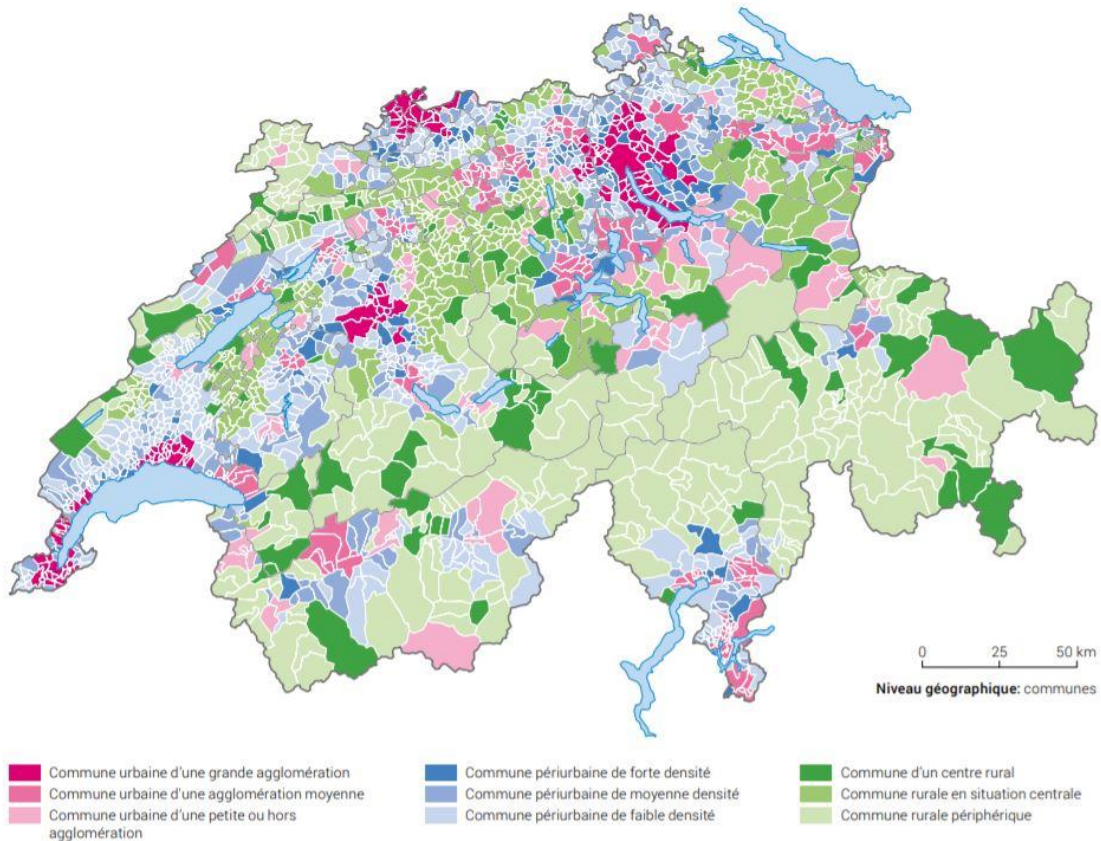 0 25 50 km
Niveau géographique: communes
Commune urbaine d'une grande agglomération
Commune urbaine d'une agglomération moyenne
Commune urbaine d'une petite ou hors
agglomération
Commune périurbaine de forte densité
Commune périurbaine de moyenne densité
Commune périurbaine de faible densité
Commune d'un centre rural
Commune rurale en situation centrale
Commune rurale périphérique